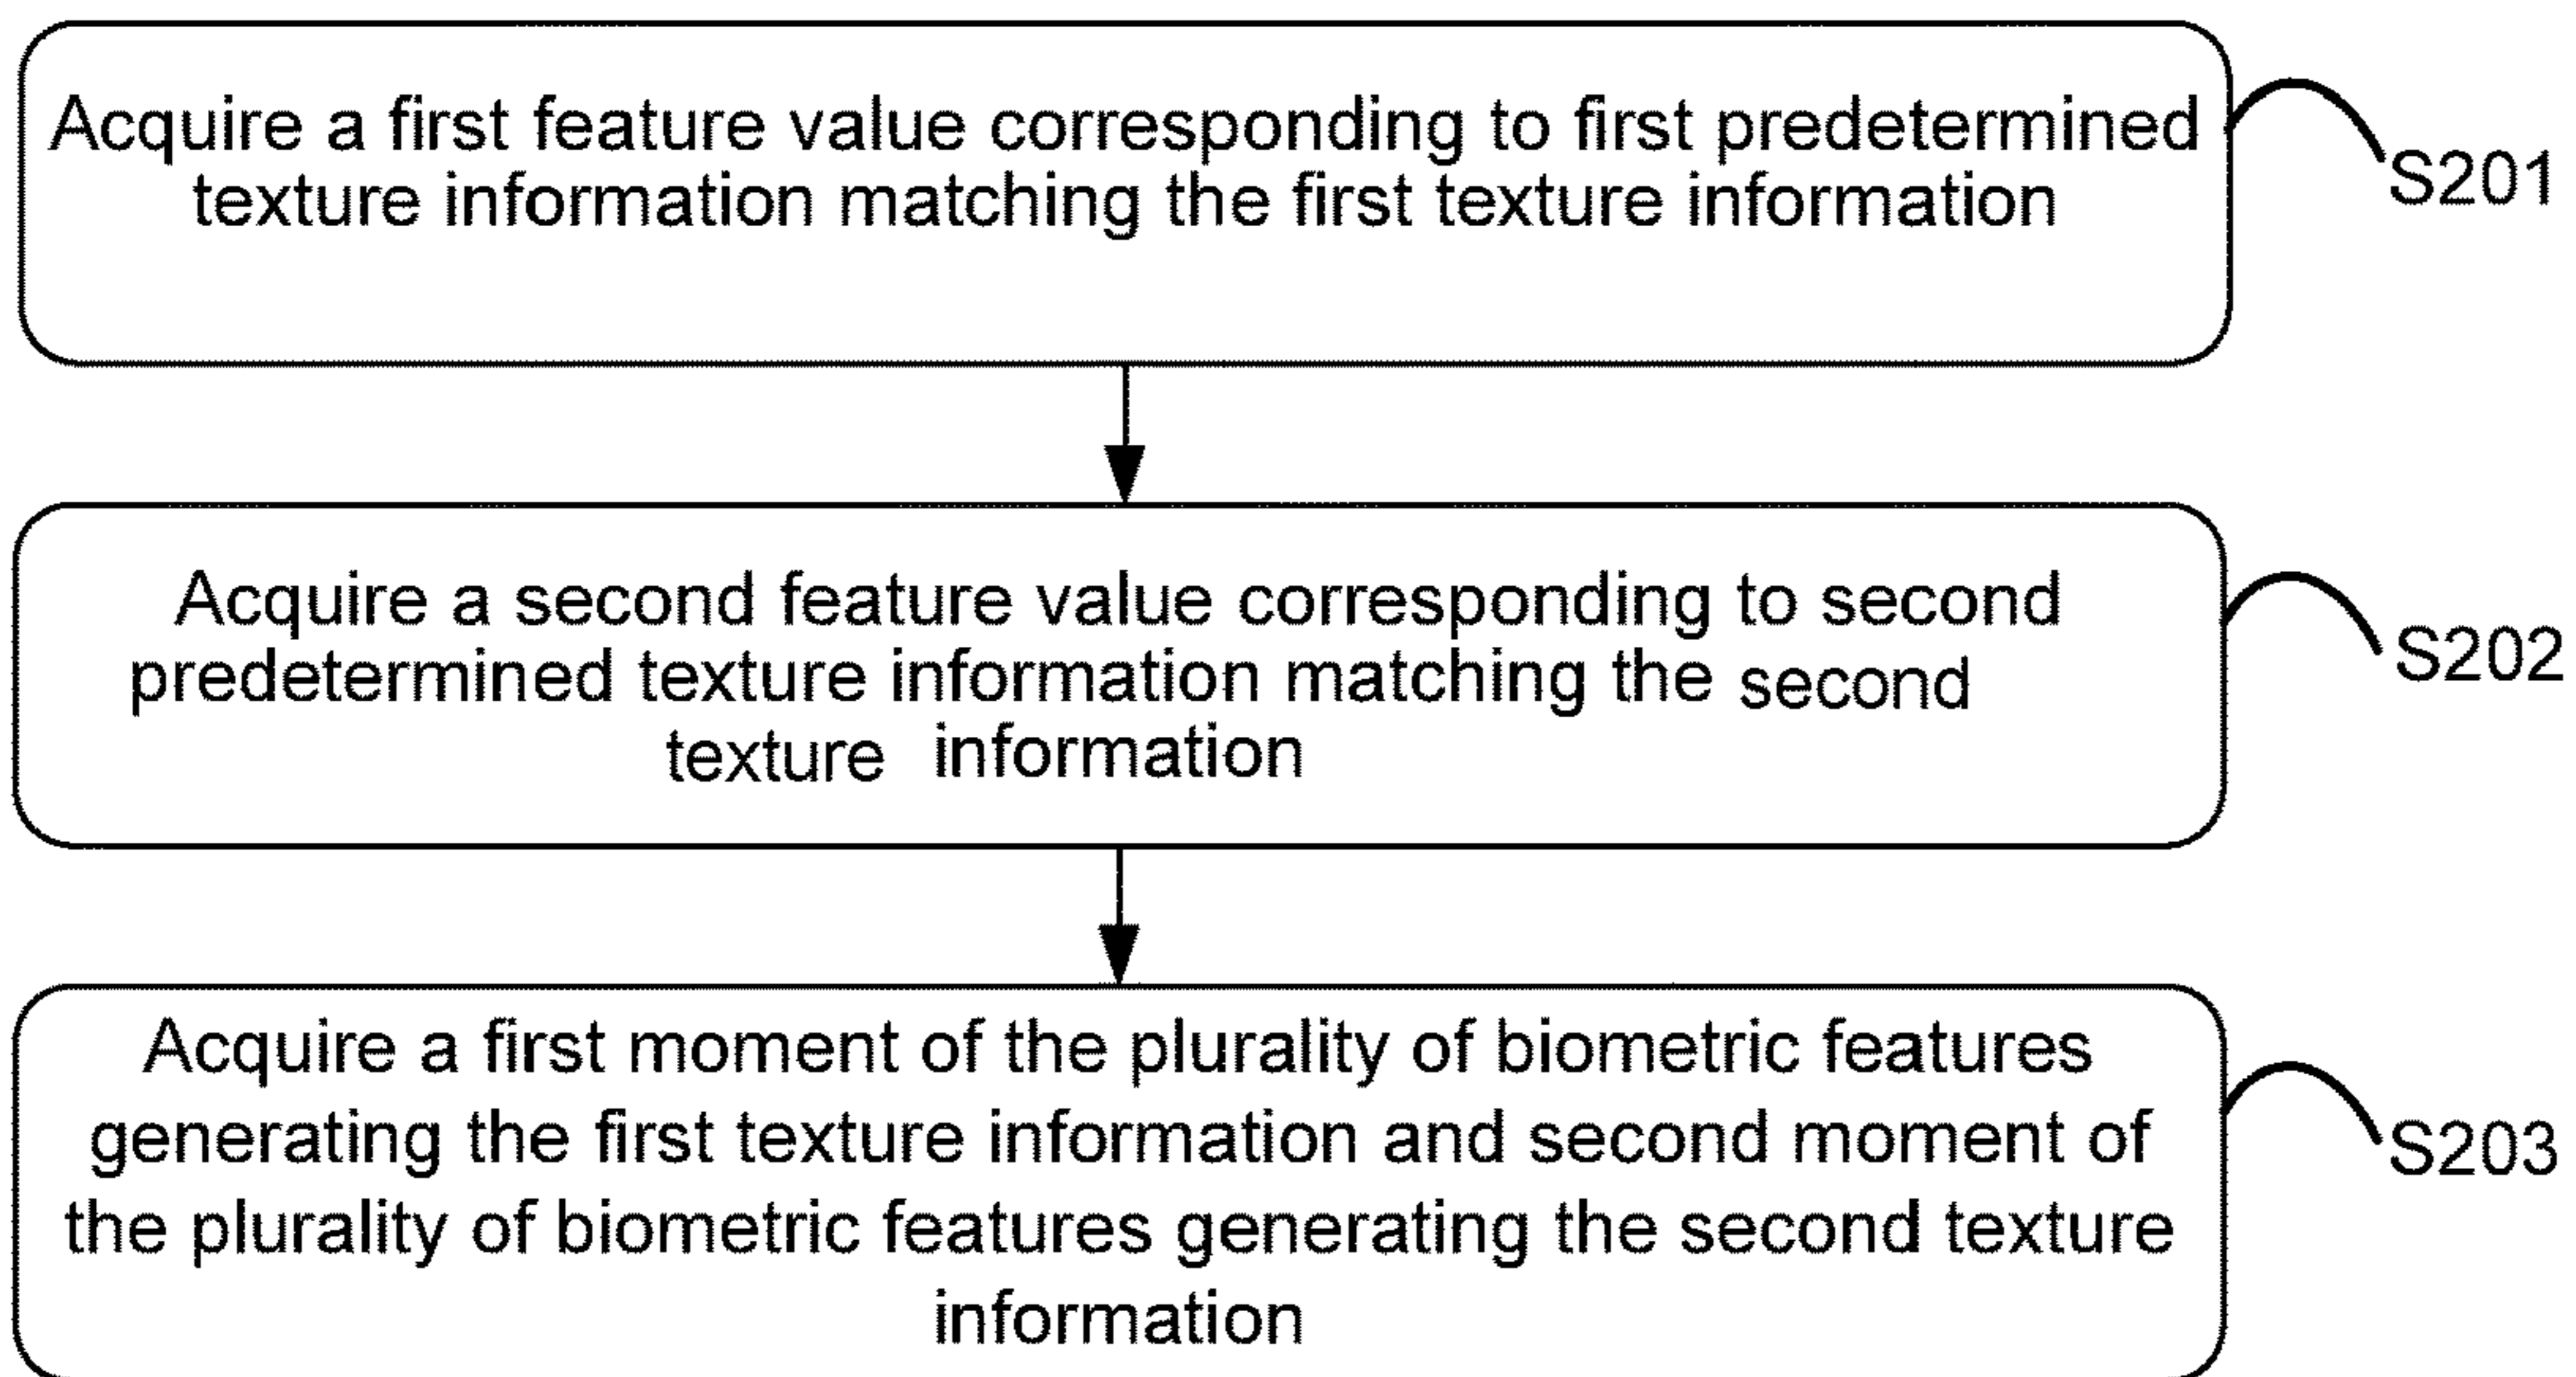 Acquire a first feature value corresponding to first predetermined
texture information matching the first texture information
S201
Acquire a second feature value corresponding to second
predetermined texture information matching the second
texture information
S202
Acquire a first moment of the plurality of biometric features
generating the first texture information and second moment of
the plurality of biometric features generating the second texture
information
S203